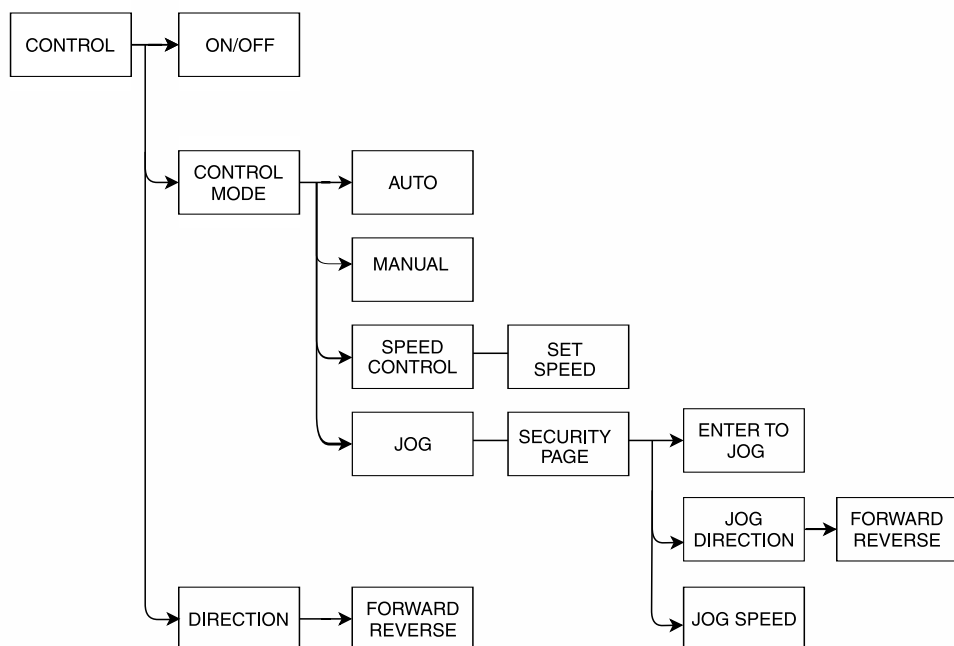 CONTROL
ON/OFF
CONTROL
MODE
AUTO
MANUAL
SPEED
CONTROL
SET
SPEED
JOG
SECURITY
PAGE
ENTER TO
JOG
JOG
DIRECTION
FORWARD
REVERSE
JOG SPEED
DIRECTION
FORWARD
REVERSE